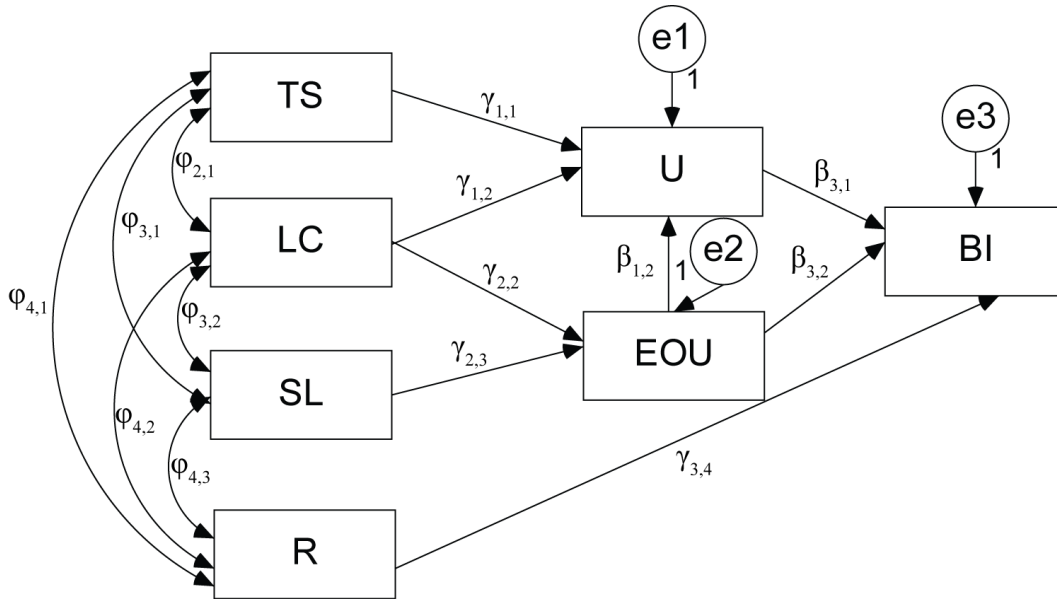 e1
1
TS
γ1,1
e3
1
U
φ2,1
γ1,2
β3,1
φ3,1
LC
e2
BI
β1,2
1
γ2,2
β3,2
φ4,1
φ3,2
EOU
γ2,3
SL
φ4,2
φ4,3
γ3,4
R